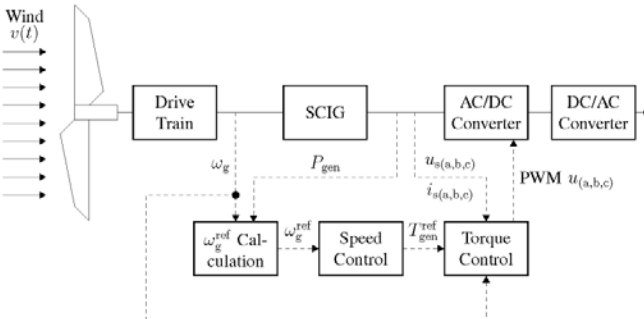 Wind
v(t)
Drive
Train
SCIG
AC/DC
Converter
DC/AC
Converter
ω_g
P_gen
u_s(a,b,c)
i_s(a,b,c)
PWM u_(a,b,c)
ω_g^ref Cal-
culation
ω_g^ref
Speed
Control
T_gen^ref
Torque
Control